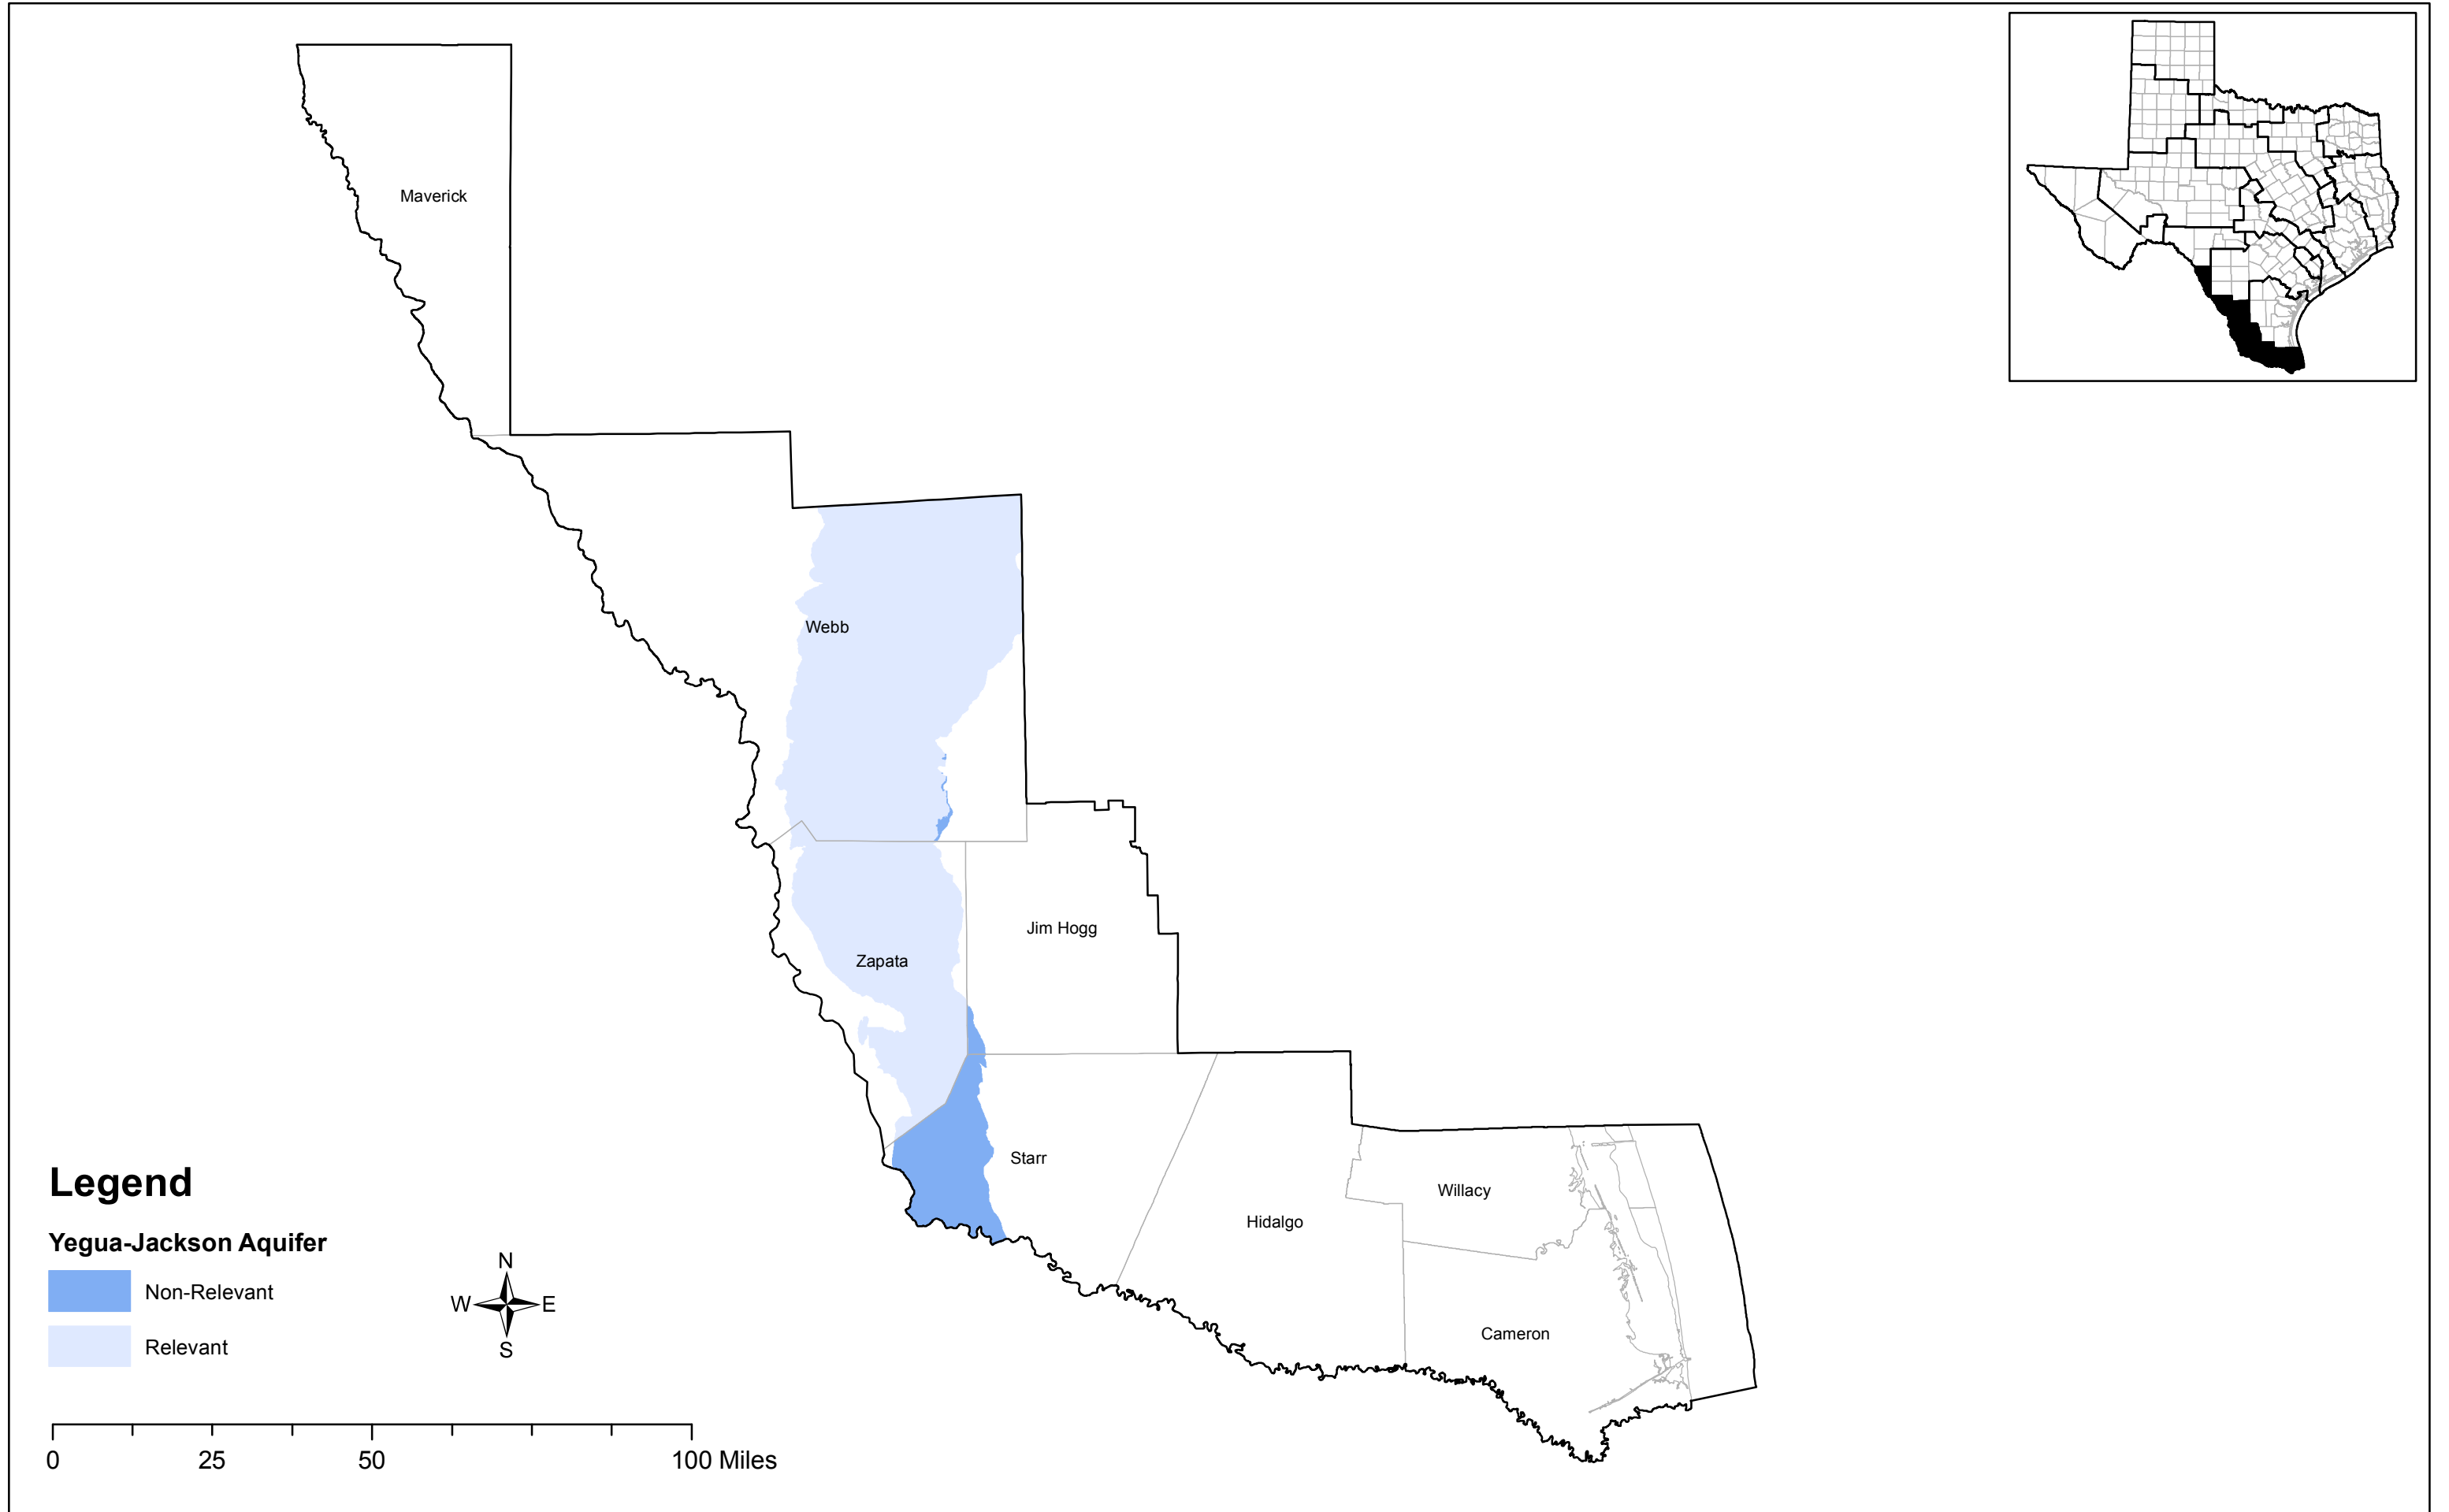 Maverick
Webb
Jim Hogg
Zapata
Starr
Willacy
Hidalgo
Cameron
Legend
Yegua-Jackson Aquifer
Non-Relevant
Relevant
N
W E
S
0 25 50 100 Miles